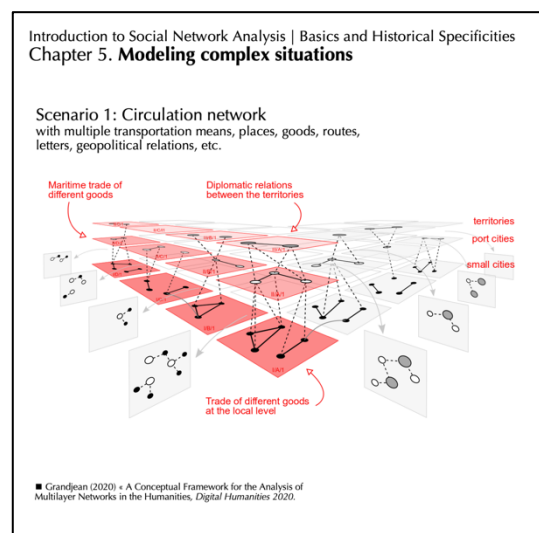 Introduction to Social Network Analysis | Basics and Historical Specificities
Chapter 5. Modeling complex situations
Scenario 1: Circulation network
with multiple transportation means, places, goods, routes,
letters, geopolitical relations, etc.
Maritime trade of
different goods
Diplomatic relations
between the territories
territories
port cities
small cities
Trade of different goods
at the local level
■ Grandjean (2020) « A Conceptual Framework for the Analysis of
Multilayer Networks in the Humanities, Digital Humanities 2020.